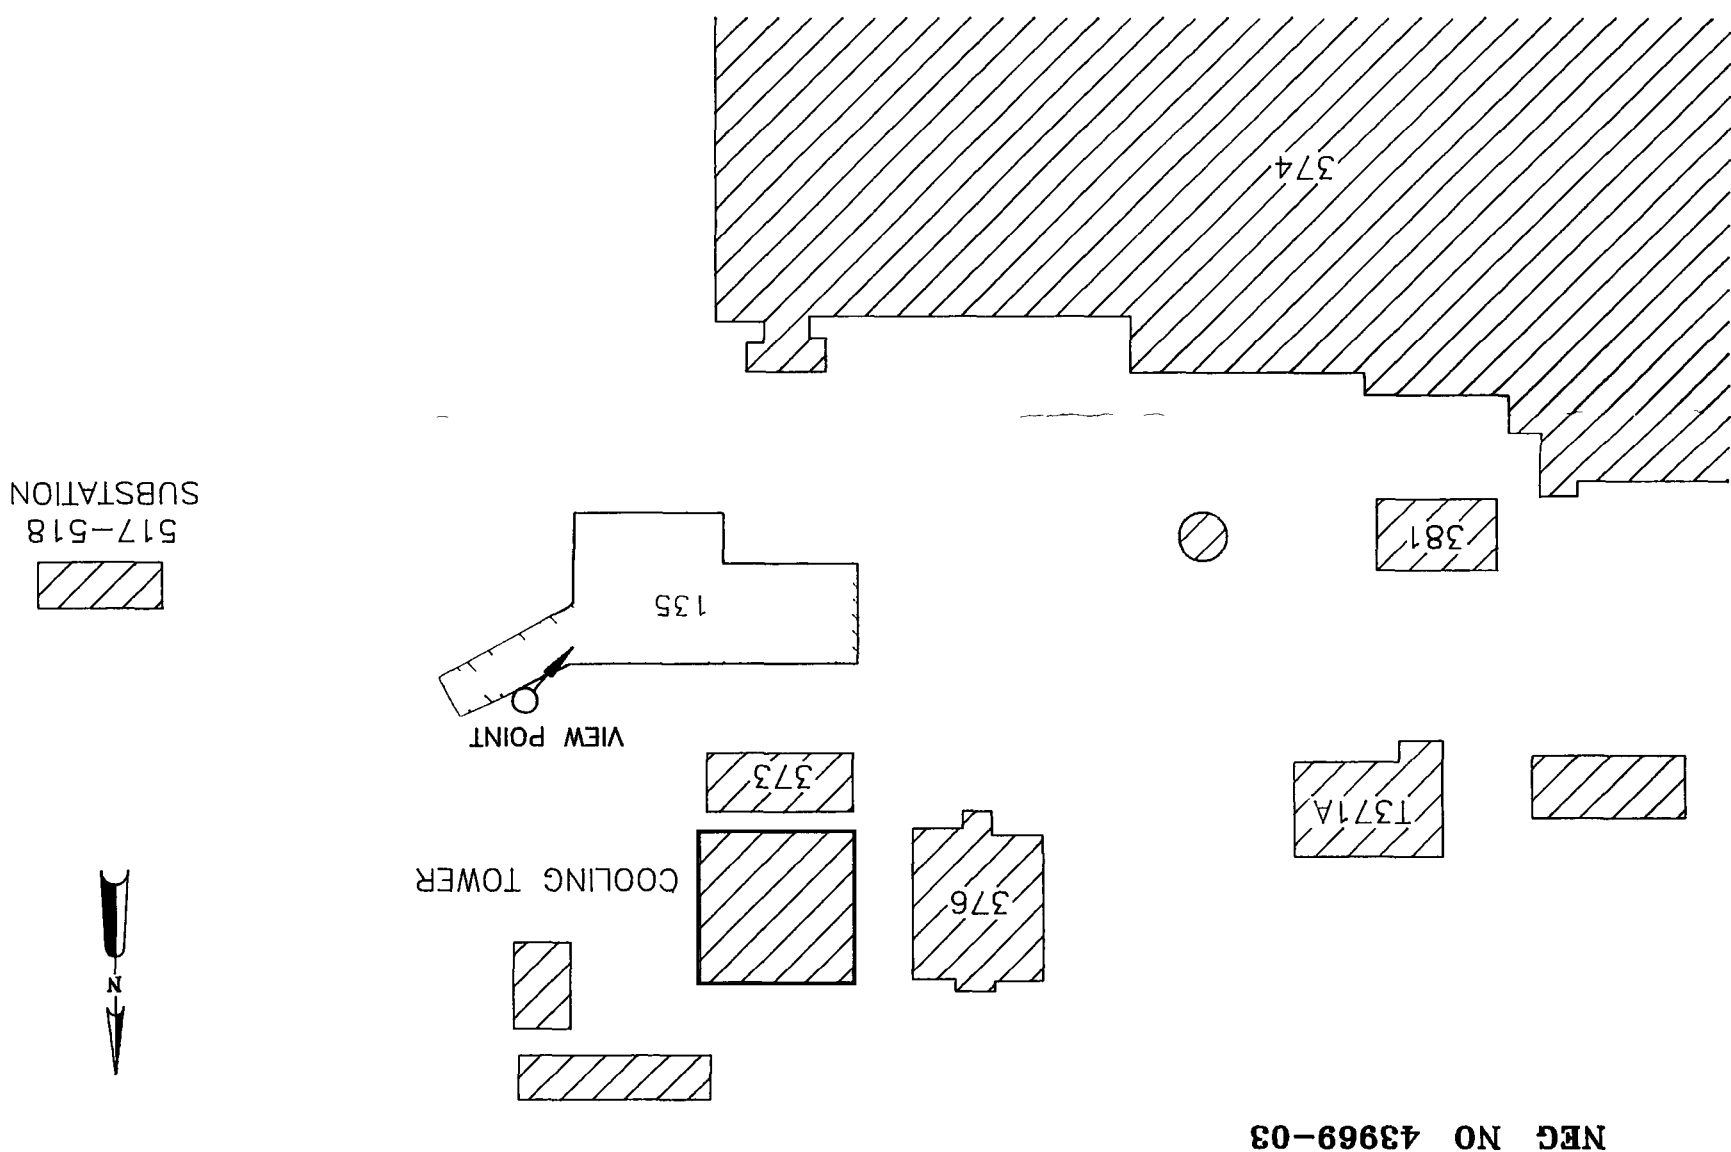 NEG NO 43969-03
N
376
COOLING TOWER
T371A
373
VIEW POINT
135
381
517-518
SUBSTATION
374